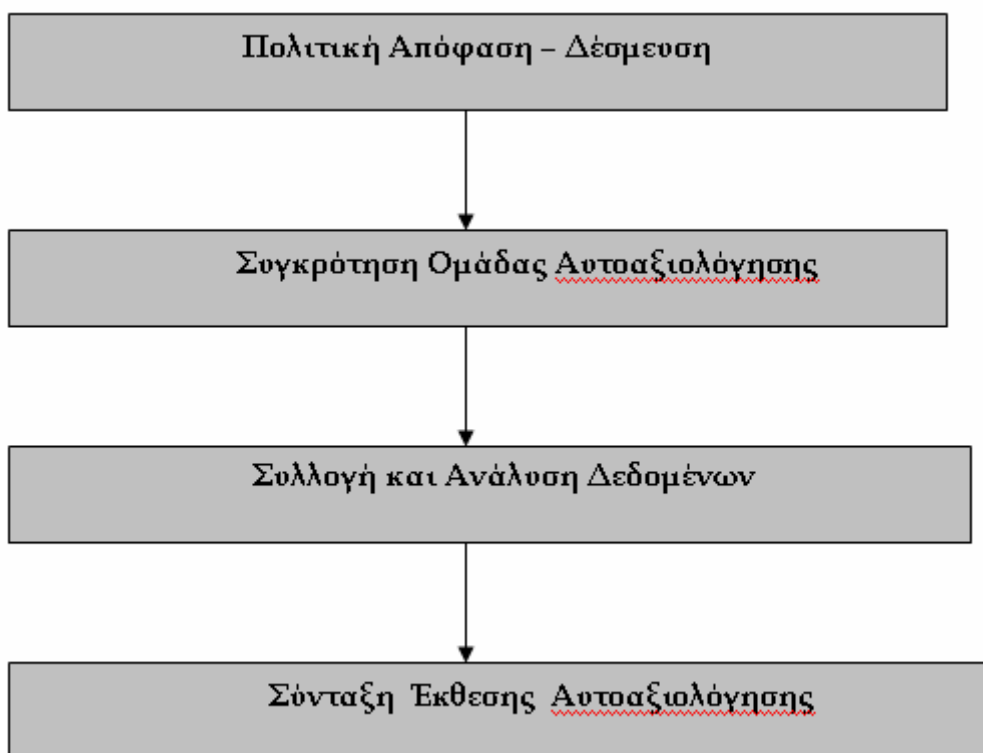 Πολιτική Απόφαση – Δέσμευση
Συγκρότηση Ομάδας Αυτοαξιολόγησης
Συλλογή και Ανάλυση Δεδομένων
Σύνταξη Έκθεσης Αυτοαξιολόγησης